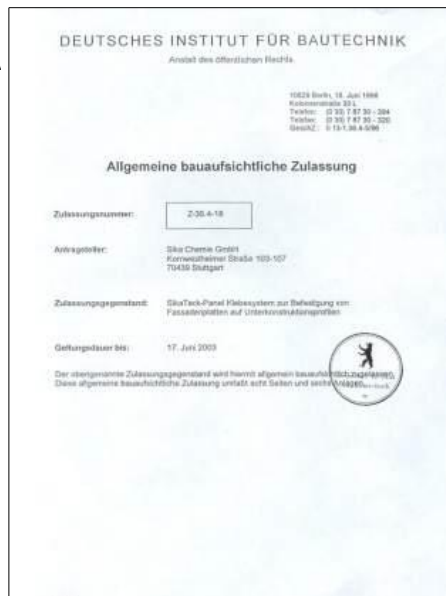 DEUTSCHES INSTITUT FÜR BAUTECHNIK
Anstalt des öffentlichen Rechts
10829 Berlin, 18. Juni 1998
Kolonnenstraße 30 L
Telefon:
Telefax:
GeschZ.:
Allgemeine bauaufsichtliche Zulassung
Zulassungsnummer:
Z-36.4-18
Antragsteller:
Sika Chemie GmbH
Kornwestheimer Straße 103-107
70439 Stuttgart
Zulassungsgegenstand:
SikaTack-Panel Klebesystem zur Befestigung von
Fassadenplatten auf Unterkonstruktionsprofilen
Geltungsdauer bis:
17. Juni 2003
Der obengenannte Zulassungsgegenstand wird hiermit allgemein bauaufsichtlich zugelassen.
Diese allgemeine bauaufsichtliche Zulassung umfaßt acht Seiten und sechs Anlagen.